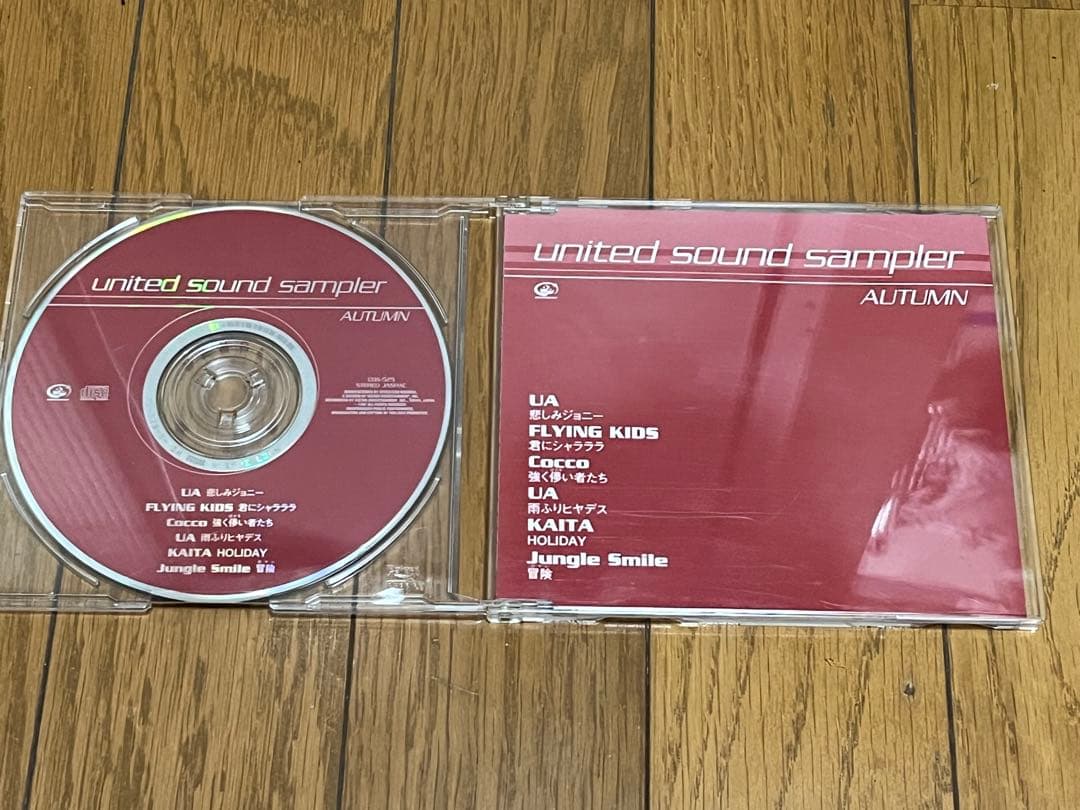 united sound sampler
AUTUMN
STEREO JASRAC
UA 悲しみジョニー
FLYING KIDS 君にシャラララ
Cocco 強く儚い者たち
UA 雨ふりヒヤデス
KAITA HOLIDAY
Jungle Smile 冒険
united sound sampler
AUTUMN
UA
悲しみジョニー
FLYING KIDS
君にシャラララ
Cocco
強く儚い者たち
UA
雨ふりヒヤデス
KAITA
HOLIDAY
Jungle Smile
冒険